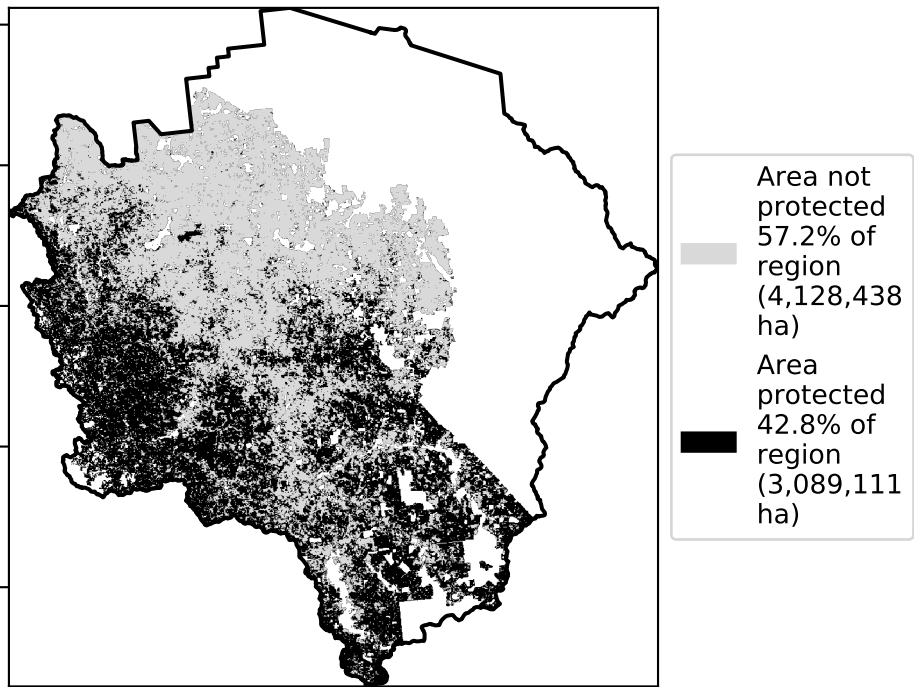 Area not
protected
57.2% of
region
(4,128,438
ha)
Area
protected
42.8% of
region
(3,089,111
ha)